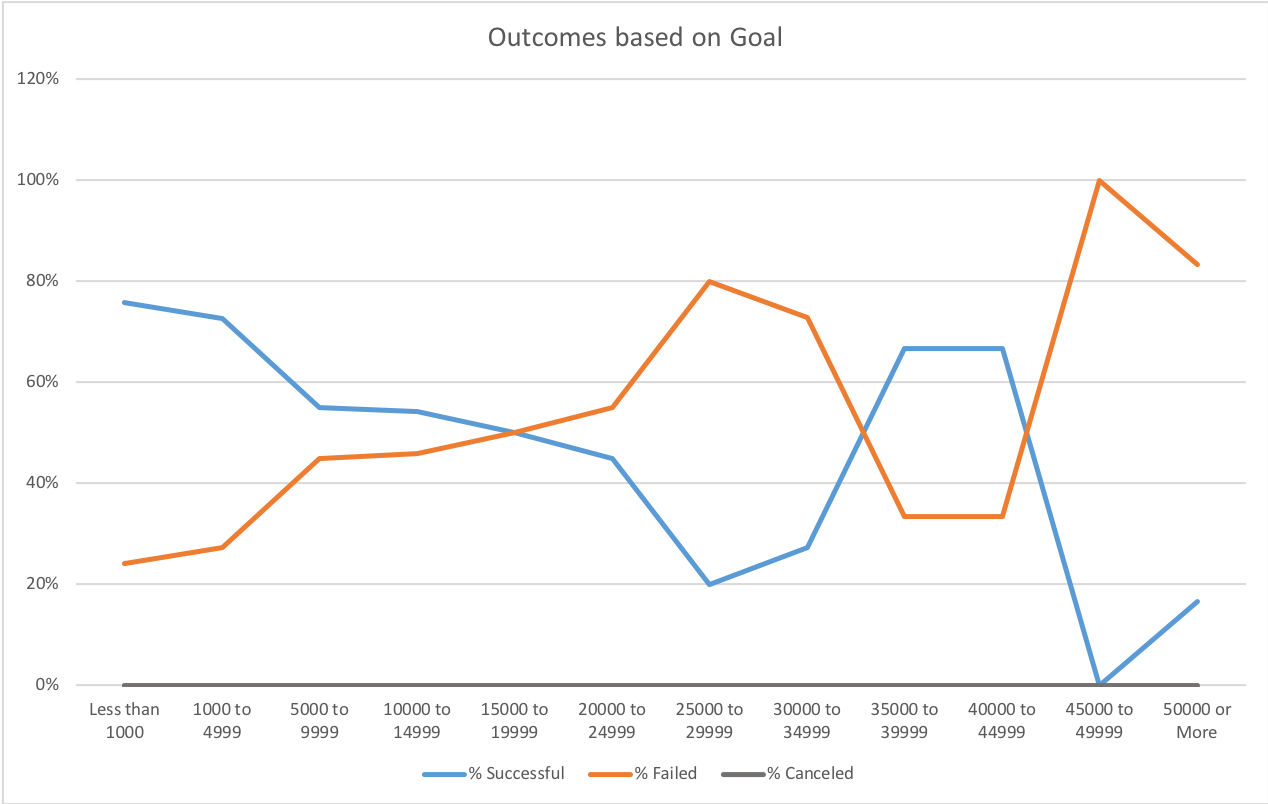 Outcomes based on Goal
120%
100%
80%
60%
40%
20%
0%
Less than
1000
1000 to
4999
5000 to
9999
10000 to
14999
15000 to
19999
20000 to
24999
25000 to
29999
30000 to
34999
35000 to
39999
40000 to
44999
45000 to
49999
50000 or
More
% Successful
% Failed
% Canceled